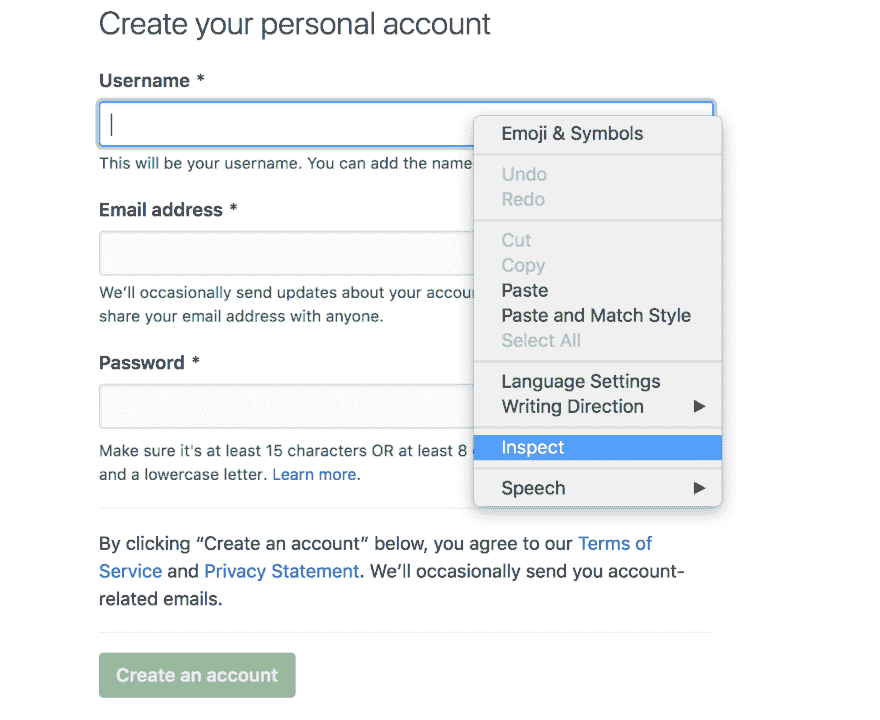 Create your personal account
Username *
This will be your username. You can add the name
Email address *
We’ll occasionally send updates about your accou
share your email address with anyone.
Password *
Make sure it's at least 15 characters OR at least 8
and a lowercase letter. Learn more.
By clicking “Create an account” below, you agree to our Terms of
Service and Privacy Statement. We’ll occasionally send you account-
related emails.
Create an account
Emoji & Symbols
Undo
Redo
Cut
Copy
Paste
Paste and Match Style
Select All
Language Settings
Writing Direction
Inspect
Speech